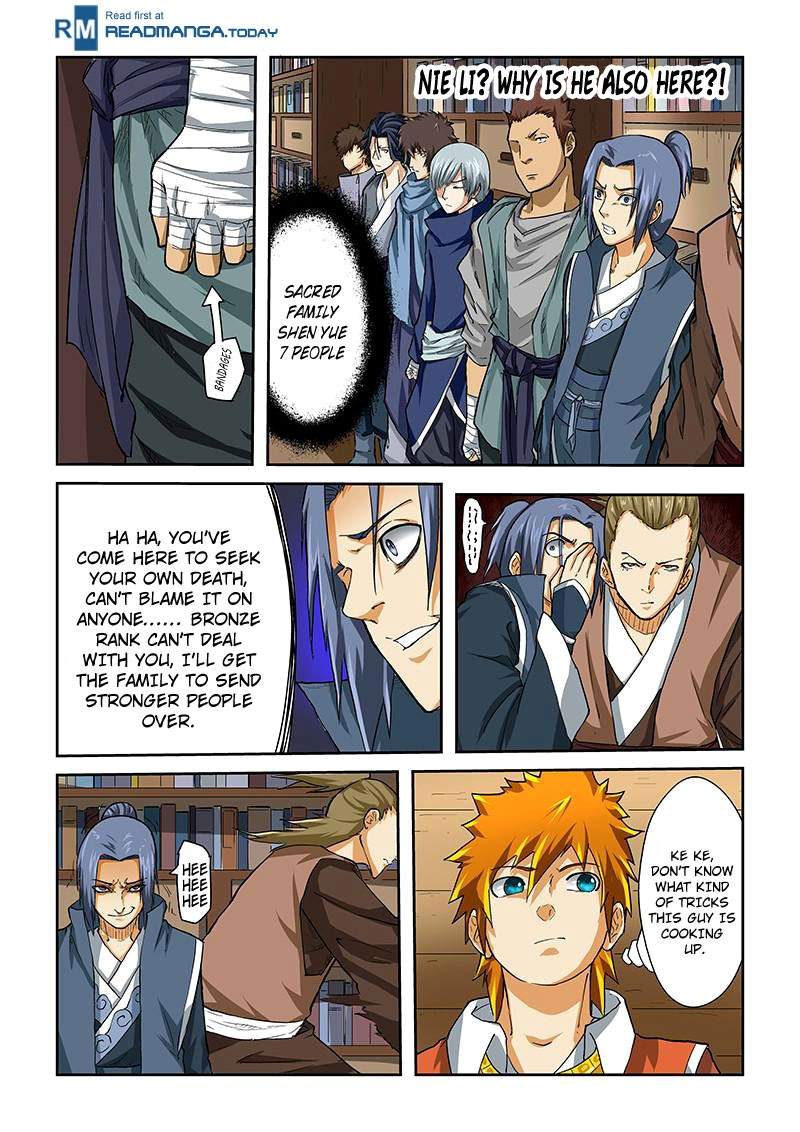 Read first at
RM READMANGA.TODAY
NIE LI? WHY IS HE ALSO HERE?!
BANDAGES
SACRED
FAMILY
SHEN YUE
7 PEOPLE
HA HA, YOU'VE
COME HERE TO SEEK
YOUR OWN DEATH,
CAN'T BLAME IT ON
ANYONE...... BRONZE
RANK CAN'T DEAL
WITH YOU, I'LL GET
THE FAMILY TO SEND
STRONGER PEOPLE
OVER.
HEE
HEE
HEE
KE KE,
DON'T KNOW
WHAT KIND
OF TRICKS
THIS GUY IS
COOKING
UP.